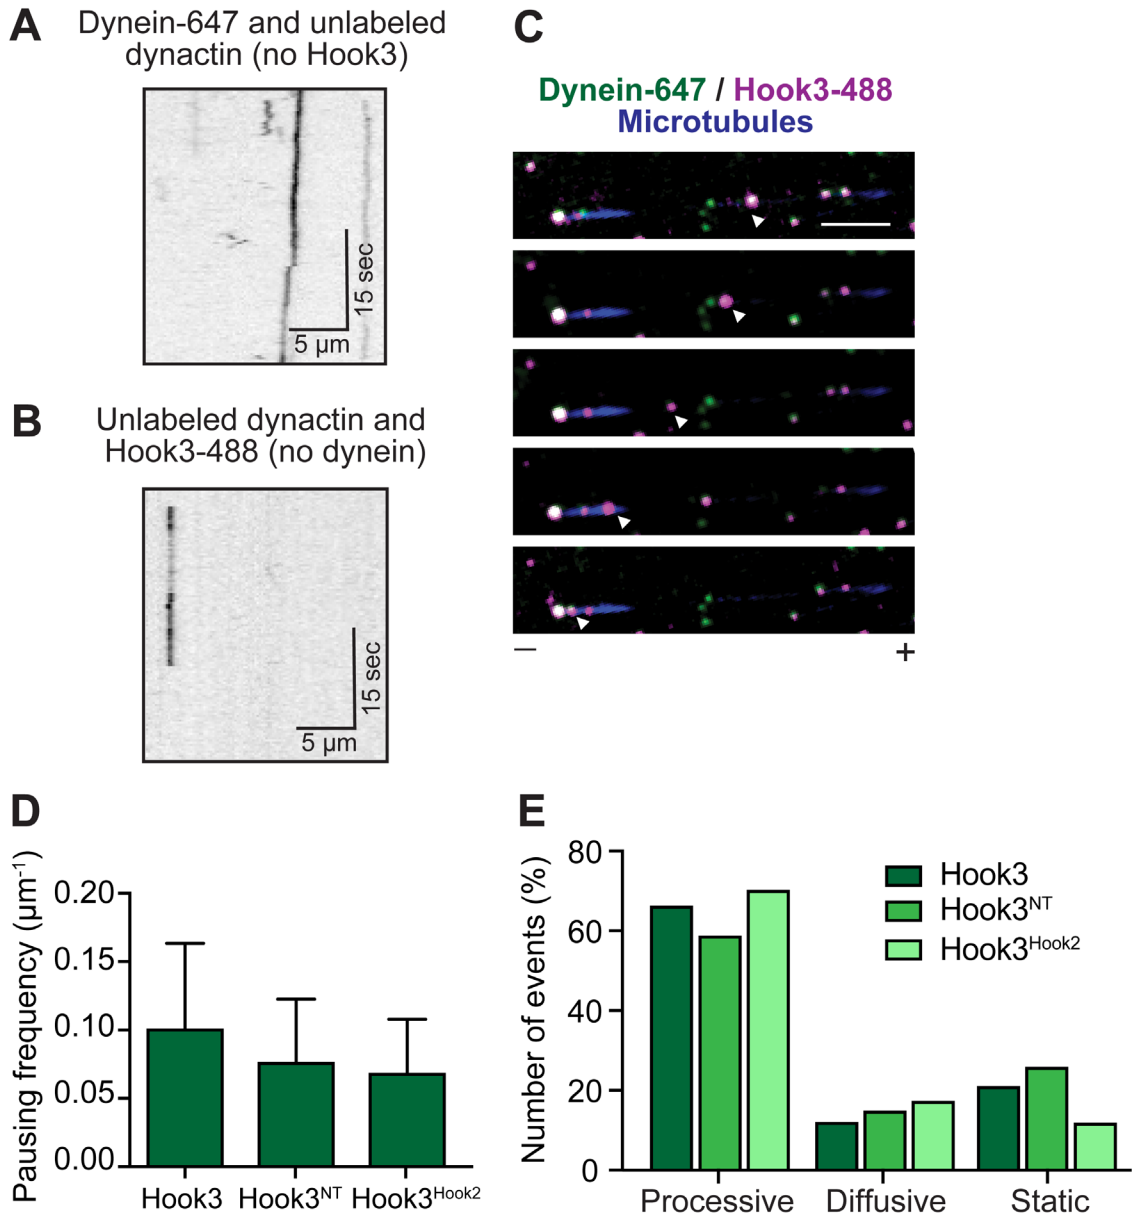 A
Dynein-647 and unlabeled
dynactin (no Hook3)
15 sec
5 μm
B
Unlabeled dynactin and
Hook3-488 (no dynein)
15 sec
5 μm
C
Dynein-647 / Hook3-488
Microtubules
— +
D
Pausing frequency (μm⁻¹)
0.20
0.15
0.10
0.05
0.00
Hook3 Hook3ᴺᵀ Hook3ᴴᵒᵒᵏ²
E
Number of events (%)
80
60
40
20
0
Hook3
Hook3ᴺᵀ
Hook3ᴴᵒᵒᵏ²
Processive Diffusive Static